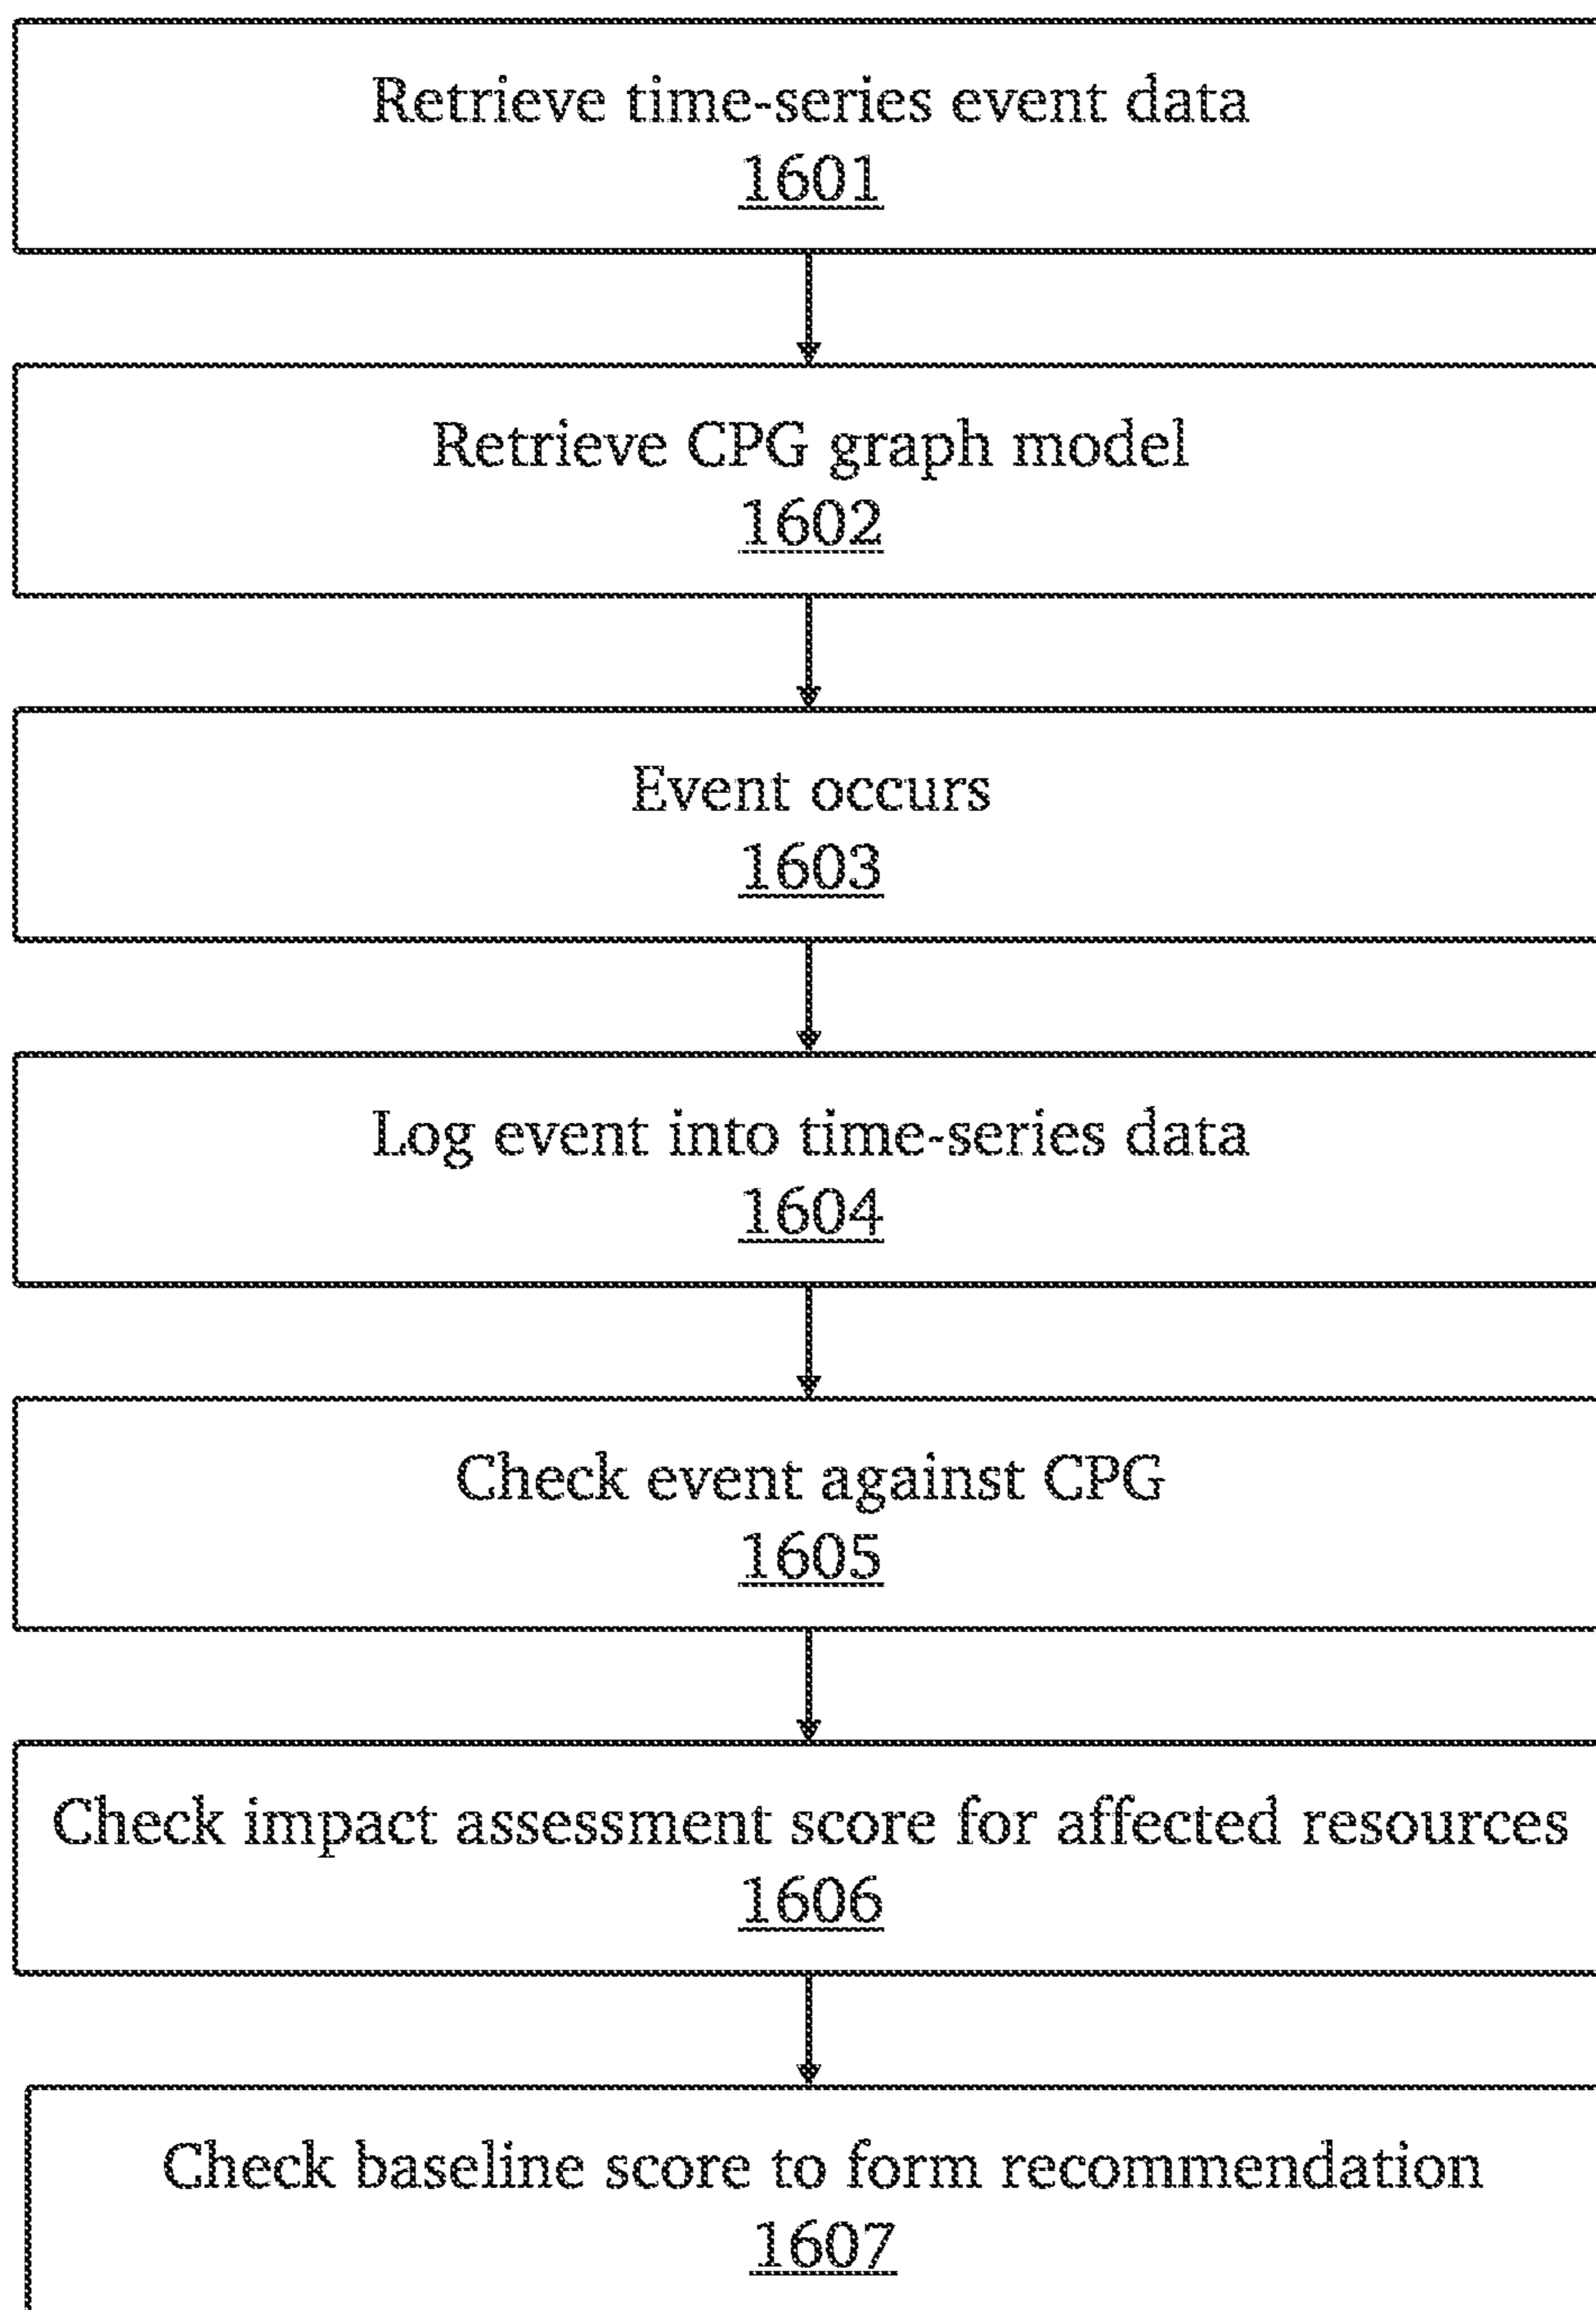 Retrieve time-series event data
1601
Retrieve CPG graph model
1602
Event occurs
1603
Log event into time-series data
1604
Check event against CPG
1605
Check impact assessment score for affected resources
1606
Check baseline score to form recommendation
1607